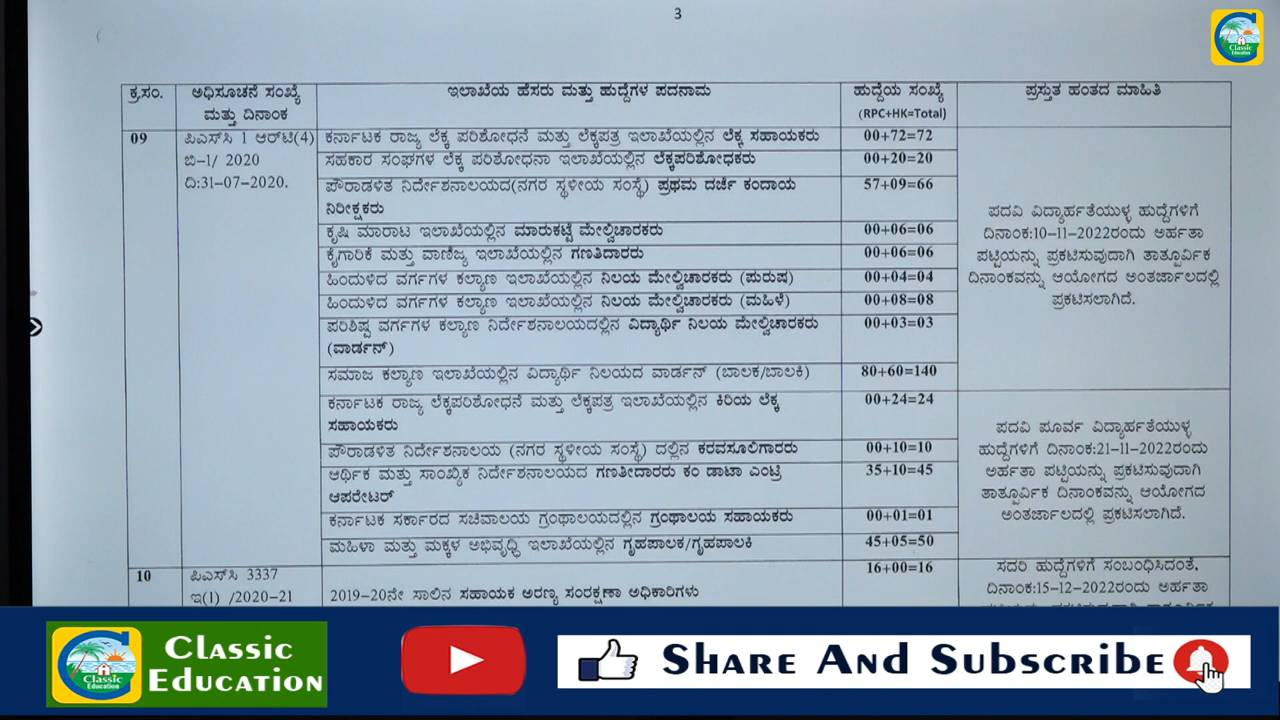 3
Classic
Education
ಕ್ರ.ಸಂ.
ಅಧಿಸೂಚನೆ ಸಂಖ್ಯೆ
ಮತ್ತು ದಿನಾಂಕ
ಇಲಾಖೆಯ ಹೆಸರು ಮತ್ತು ಹುದ್ದೆಗಳ ಪದನಾಮ
ಹುದ್ದೆಯ ಸಂಖ್ಯೆ
(RPC+HK=Total)
ಪ್ರಸ್ತುತ ಹಂತದ ಮಾಹಿತಿ
09
ಪಿಎಸ್‌ಸಿ 1 ಆರ್‌ಟಿ(4)
ಬಿ-1/ 2020
ದಿ:31-07-2020.
ಕರ್ನಾಟಕ ರಾಜ್ಯ ಲೆಕ್ಕ ಪರಿಶೋಧನೆ ಮತ್ತು ಲೆಕ್ಕಪತ್ರ ಇಲಾಖೆಯಲ್ಲಿನ ಲೆಕ್ಕ ಸಹಾಯಕರು
00+72=72
ಸಹಕಾರ ಸಂಘಗಳ ಲೆಕ್ಕ ಪರಿಶೋಧನಾ ಇಲಾಖೆಯಲ್ಲಿನ ಲೆಕ್ಕಪರಿಶೋಧಕರು
00+20=20
ಪೌರಾಡಳಿತ ನಿರ್ದೇಶನಾಲಯದ(ನಗರ ಸ್ಥಳೀಯ ಸಂಸ್ಥೆ) ಪ್ರಥಮ ದರ್ಜೆ ಕಂದಾಯ
ನಿರೀಕ್ಷಕರು
57+09=66
ಕೃಷಿ ಮಾರಾಟ ಇಲಾಖೆಯಲ್ಲಿನ ಮಾರುಕಟ್ಟೆ ಮೇಲ್ವಿಚಾರಕರು
00+06=06
ಕೈಗಾರಿಕೆ ಮತ್ತು ವಾಣಿಜ್ಯ ಇಲಾಖೆಯಲ್ಲಿನ ಗಣತಿದಾರರು
00+06=06
ಹಿಂದುಳಿದ ವರ್ಗಗಳ ಕಲ್ಯಾಣ ಇಲಾಖೆಯಲ್ಲಿನ ನಿಲಯ ಮೇಲ್ವಿಚಾರಕರು (ಪುರುಷ)
00+04=04
ಹಿಂದುಳಿದ ವರ್ಗಗಳ ಕಲ್ಯಾಣ ಇಲಾಖೆಯಲ್ಲಿನ ನಿಲಯ ಮೇಲ್ವಿಚಾರಕರು (ಮಹಿಳೆ)
00+08=08
ಪರಿಶಿಷ್ಟ ವರ್ಗಗಳ ಕಲ್ಯಾಣ ನಿರ್ದೇಶನಾಲಯದಲ್ಲಿನ ವಿದ್ಯಾರ್ಥಿ ನಿಲಯ ಮೇಲ್ವಿಚಾರಕರು
(ವಾರ್ಡನ್)
00+03=03
ಸಮಾಜ ಕಲ್ಯಾಣ ಇಲಾಖೆಯಲ್ಲಿನ ವಿದ್ಯಾರ್ಥಿ ನಿಲಯದ ವಾರ್ಡನ್ (ಬಾಲಕ/ಬಾಲಕಿ)
80+60=140
ಪದವಿ ವಿದ್ಯಾರ್ಹತೆಯುಳ್ಳ ಹುದ್ದೆಗಳಿಗೆ
ದಿನಾಂಕ:10-11-2022ರಂದು ಅರ್ಹತಾ
ಪಟ್ಟಿಯನ್ನು ಪ್ರಕಟಿಸುವುದಾಗಿ ತಾತ್ಪೂರ್ವಿಕ
ದಿನಾಂಕವನ್ನು ಆಯೋಗದ ಅಂತರ್ಜಾಲದಲ್ಲಿ
ಪ್ರಕಟಿಸಲಾಗಿದೆ.
ಕರ್ನಾಟಕ ರಾಜ್ಯ ಲೆಕ್ಕಪರಿಶೋಧನೆ ಮತ್ತು ಲೆಕ್ಕಪತ್ರ ಇಲಾಖೆಯಲ್ಲಿನ ಕಿರಿಯ ಲೆಕ್ಕ
ಸಹಾಯಕರು
00+24=24
ಪೌರಾಡಳಿತ ನಿರ್ದೇಶನಾಲಯ (ನಗರ ಸ್ಥಳೀಯ ಸಂಸ್ಥೆ) ದಲ್ಲಿನ ಕರವಸೂಲಿಗಾರರು
00+10=10
ಆರ್ಥಿಕ ಮತ್ತು ಸಾಂಖ್ಯಿಕ ನಿರ್ದೇಶನಾಲಯದ ಗಣತೀದಾರರು ಕಂ ಡಾಟಾ ಎಂಟ್ರಿ
ಆಪರೇಟರ್
35+10=45
ಕರ್ನಾಟಕ ಸರ್ಕಾರದ ಸಚಿವಾಲಯ ಗ್ರಂಥಾಲಯದಲ್ಲಿನ ಗ್ರಂಥಾಲಯ ಸಹಾಯಕರು
00+01=01
ಮಹಿಳಾ ಮತ್ತು ಮಕ್ಕಳ ಅಭಿವೃದ್ಧಿ ಇಲಾಖೆಯಲ್ಲಿನ ಗೃಹಪಾಲಕ/ಗೃಹಪಾಲಕಿ
45+05=50
ಪದವಿ ಪೂರ್ವ ವಿದ್ಯಾರ್ಹತೆಯುಳ್ಳ
ಹುದ್ದೆಗಳಿಗೆ ದಿನಾಂಕ:21-11-2022ರಂದು
ಅರ್ಹತಾ ಪಟ್ಟಿಯನ್ನು ಪ್ರಕಟಿಸುವುದಾಗಿ
ತಾತ್ಪೂರ್ವಿಕ ದಿನಾಂಕವನ್ನು ಆಯೋಗದ
ಅಂತರ್ಜಾಲದಲ್ಲಿ ಪ್ರಕಟಿಸಲಾಗಿದೆ.
10
ಪಿಎಸ್‌ಸಿ 3337
ಇ(1) /2020-21
2019-20ನೇ ಸಾಲಿನ ಸಹಾಯಕ ಅರಣ್ಯ ಸಂರಕ್ಷಣಾ ಅಧಿಕಾರಿಗಳು
16+00=16
ಸದರಿ ಹುದ್ದೆಗಳಿಗೆ ಸಂಬಂಧಿಸಿದಂತೆ,
ದಿನಾಂಕ:15-12-2022ರಂದು ಅರ್ಹತಾ
Classic
Education
Classic
Education
Share And Subscribe